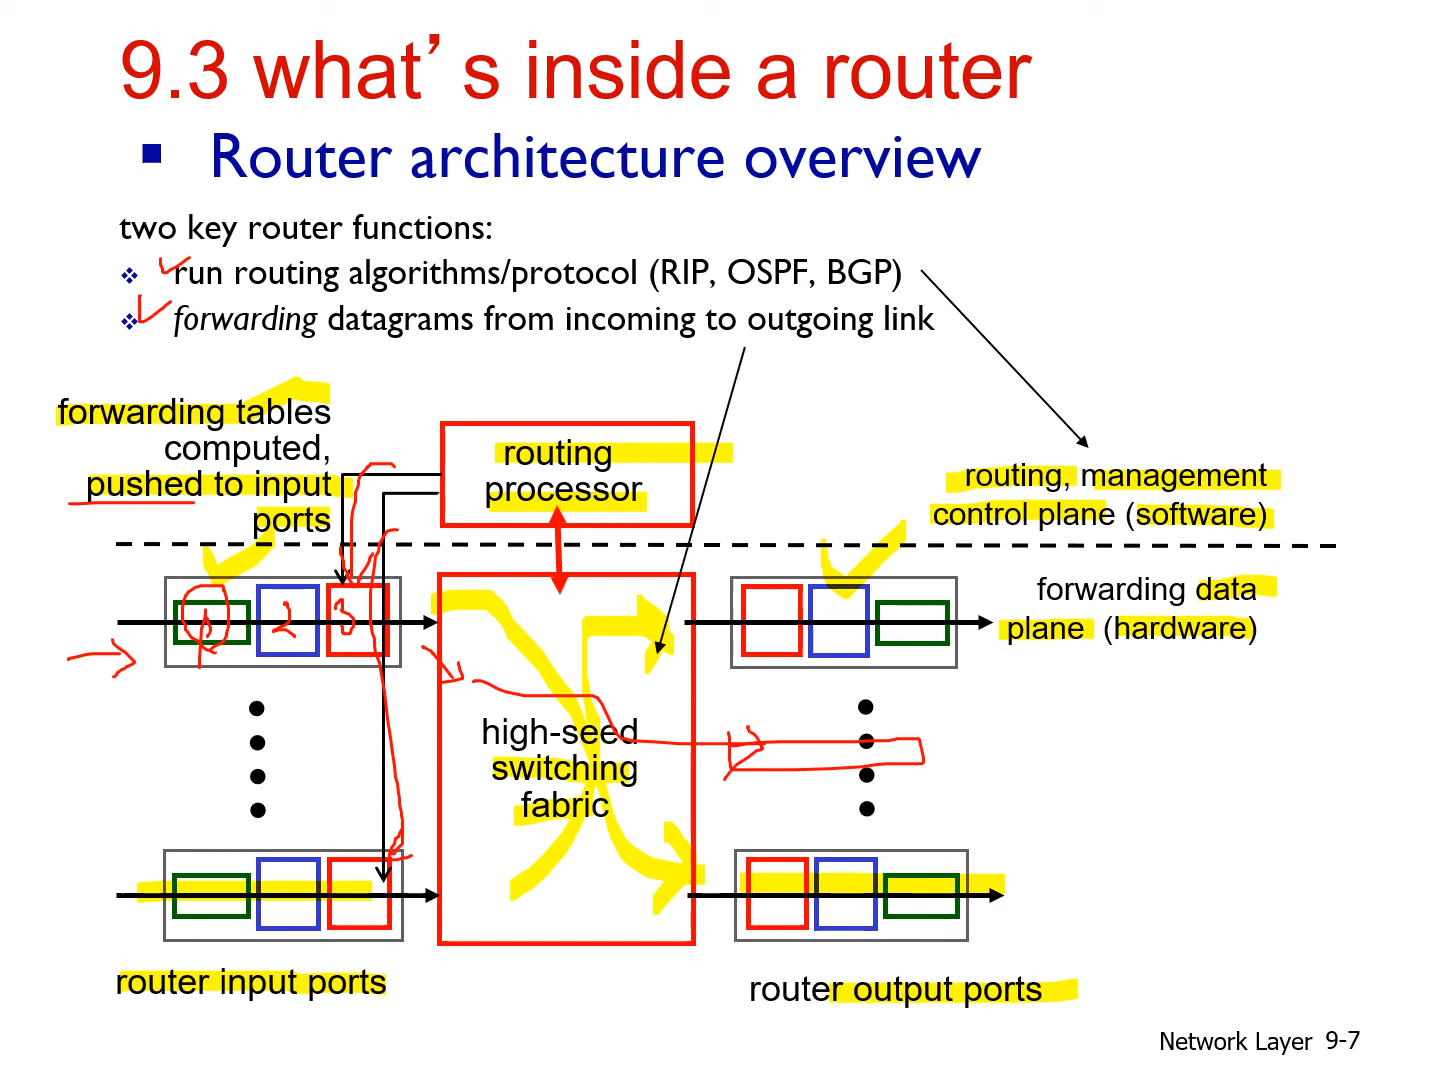 9.3 what's inside a router
▪ Router architecture overview
two key router functions:
❖ run routing algorithms/protocol (RIP, OSPF, BGP)
❖ forwarding datagrams from incoming to outgoing link
forwarding tables
computed,
pushed to input
ports
routing
processor
routing, management
control plane (software)
forwarding data
plane (hardware)
2
3
high-seed
switching
fabric
router input ports
router output ports
Network Layer 9-7